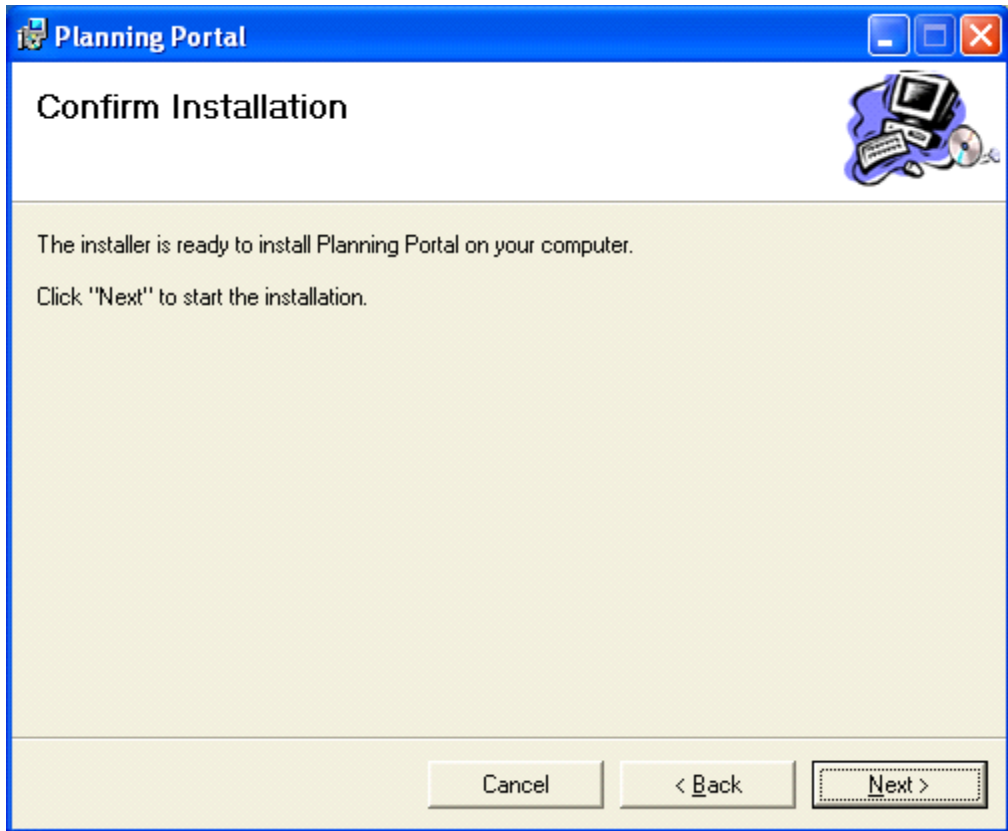 Planning Portal
Confirm Installation
The installer is ready to install Planning Portal on your computer.
Click "Next" to start the installation.
Cancel
< Back
Next >